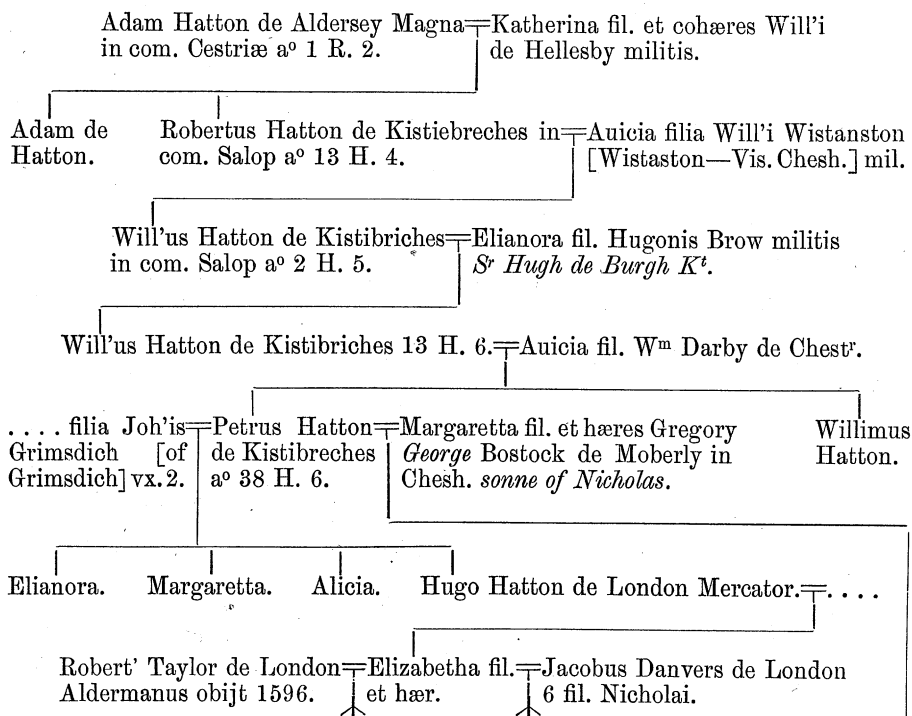 Adam Hatton de Aldersey Magna
in com. Cestriæ aº 1 R. 2.
Katherina fil. et cohæres Will'i
de Hellesby militis.
Adam de
Hatton.
Robertus Hatton de Kistiebreches in
com. Salop aº 13 H. 4.
Auicia filia Will'i Wistanston
[Wistaston—Vis. Chesh.] mil.
Will'us Hatton de Kistibriches
in com. Salop aº 2 H. 5.
Elianora fil. Hugonis Brow militis
Sʳ Hugh de Burgh Kᵗ.
Will'us Hatton de Kistibriches 13 H. 6.
Auicia fil. Wᵐ Darby de Chestʳ.
. . . . filia Joh'is
Grimsdich [of
Grimsdich] vx. 2.
Petrus Hatton
de Kistibreches
aº 38 H. 6.
Margaretta fil. et hæres Gregory
George Bostock de Moberly in
Chesh. sonne of Nicholas.
Willimus
Hatton.
Elianora.
Margaretta.
Alicia.
Hugo Hatton de London Mercator.
. . . .
Robert' Taylor de London
Aldermanus obijt 1596.
Elizabetha fil.
et hær.
Jacobus Danvers de London
6 fil. Nicholai.